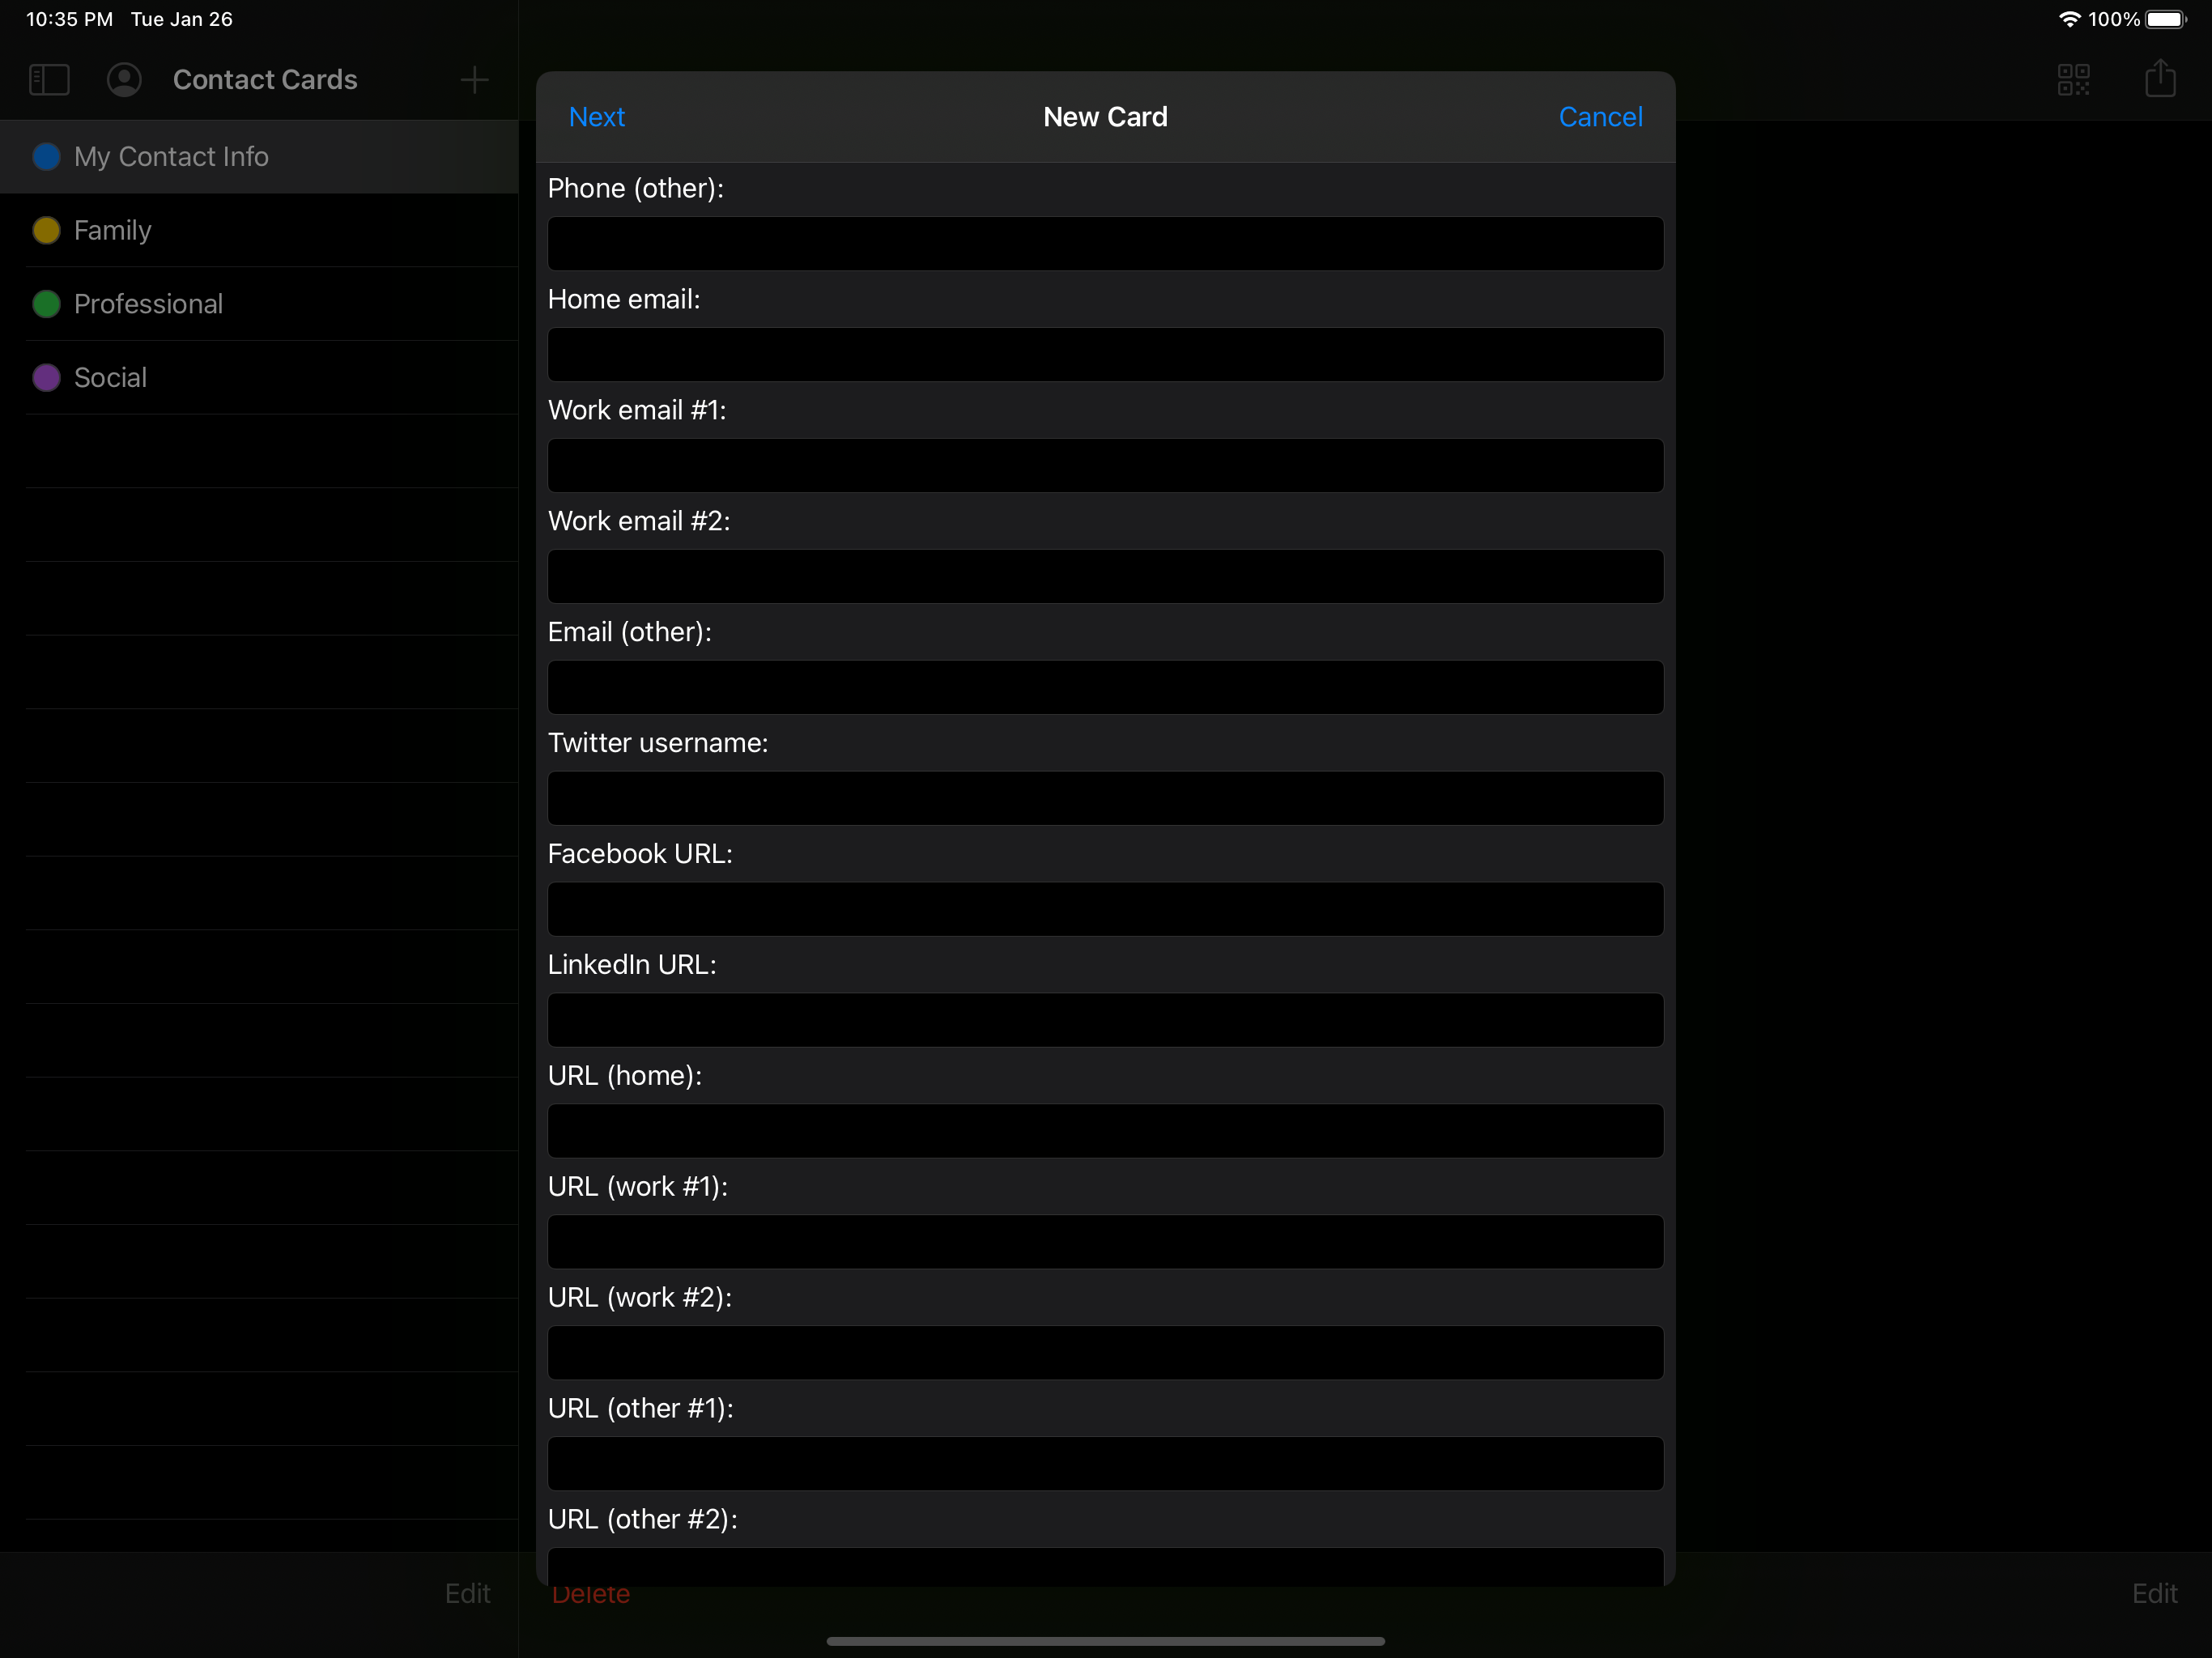 10:35 PM Tue Jan 26
100%
Contact Cards
My Contact Info
Family
Professional
Social
Edit
Next
New Card
Cancel
Phone (other):
Home email:
Work email #1:
Work email #2:
Email (other):
Twitter username:
Facebook URL:
LinkedIn URL:
URL (home):
URL (work #1):
URL (work #2):
URL (other #1):
URL (other #2):
Delete
Edit